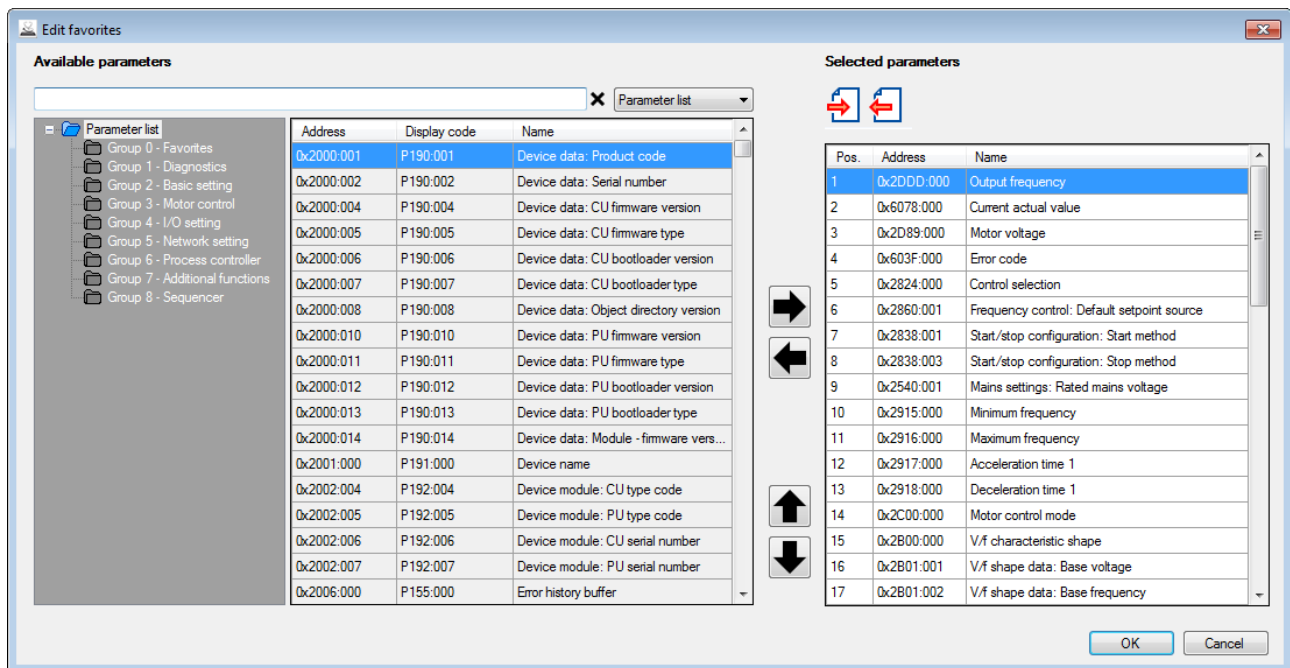 Edit favorites
Available parameters
Parameter list
Parameter list
Group 0 - Favorites
Group 1 - Diagnostics
Group 2 - Basic setting
Group 3 - Motor control
Group 4 - I/O setting
Group 5 - Network setting
Group 6 - Process controller
Group 7 - Additional functions
Group 8 - Sequencer
Address Display code Name
0x2000:001 P190:001 Device data: Product code
0x2000:002 P190:002 Device data: Serial number
0x2000:004 P190:004 Device data: CU firmware version
0x2000:005 P190:005 Device data: CU firmware type
0x2000:006 P190:006 Device data: CU bootloader version
0x2000:007 P190:007 Device data: CU bootloader type
0x2000:008 P190:008 Device data: Object directory version
0x2000:010 P190:010 Device data: PU firmware version
0x2000:011 P190:011 Device data: PU firmware type
0x2000:012 P190:012 Device data: PU bootloader version
0x2000:013 P190:013 Device data: PU bootloader type
0x2000:014 P190:014 Device data: Module - firmware vers...
0x2001:000 P191:000 Device name
0x2002:004 P192:004 Device module: CU type code
0x2002:005 P192:005 Device module: PU type code
0x2002:006 P192:006 Device module: CU serial number
0x2002:007 P192:007 Device module: PU serial number
0x2006:000 P155:000 Error history buffer
Selected parameters
Pos. Address Name
1 0x2DDD:000 Output frequency
2 0x6078:000 Current actual value
3 0x2D89:000 Motor voltage
4 0x603F:000 Error code
5 0x2824:000 Control selection
6 0x2860:001 Frequency control: Default setpoint source
7 0x2838:001 Start/stop configuration: Start method
8 0x2838:003 Start/stop configuration: Stop method
9 0x2540:001 Mains settings: Rated mains voltage
10 0x2915:000 Minimum frequency
11 0x2916:000 Maximum frequency
12 0x2917:000 Acceleration time 1
13 0x2918:000 Deceleration time 1
14 0x2C00:000 Motor control mode
15 0x2B00:000 V/f characteristic shape
16 0x2B01:001 V/f shape data: Base voltage
17 0x2B01:002 V/f shape data: Base frequency
OK Cancel